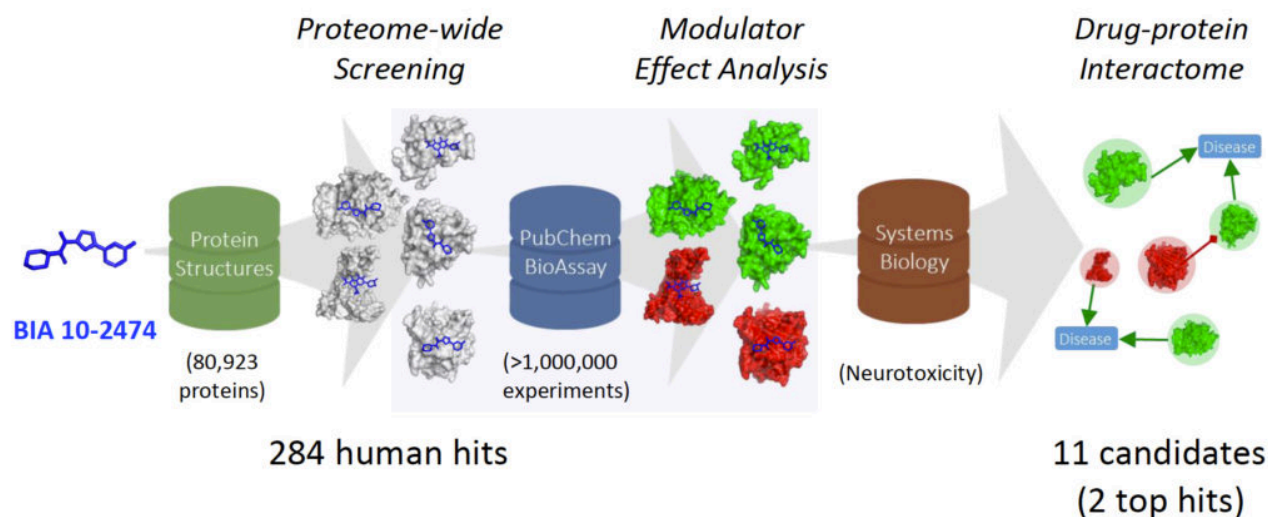 Proteome-wide
Screening
Modulator
Effect Analysis
Drug-protein
Interactome
BIA 10-2474
Protein
Structures
(80,923
proteins)
PubChem
BioAssay
(>1,000,000
experiments)
Systems
Biology
(Neurotoxicity)
Disease
Disease
284 human hits
11 candidates
(2 top hits)